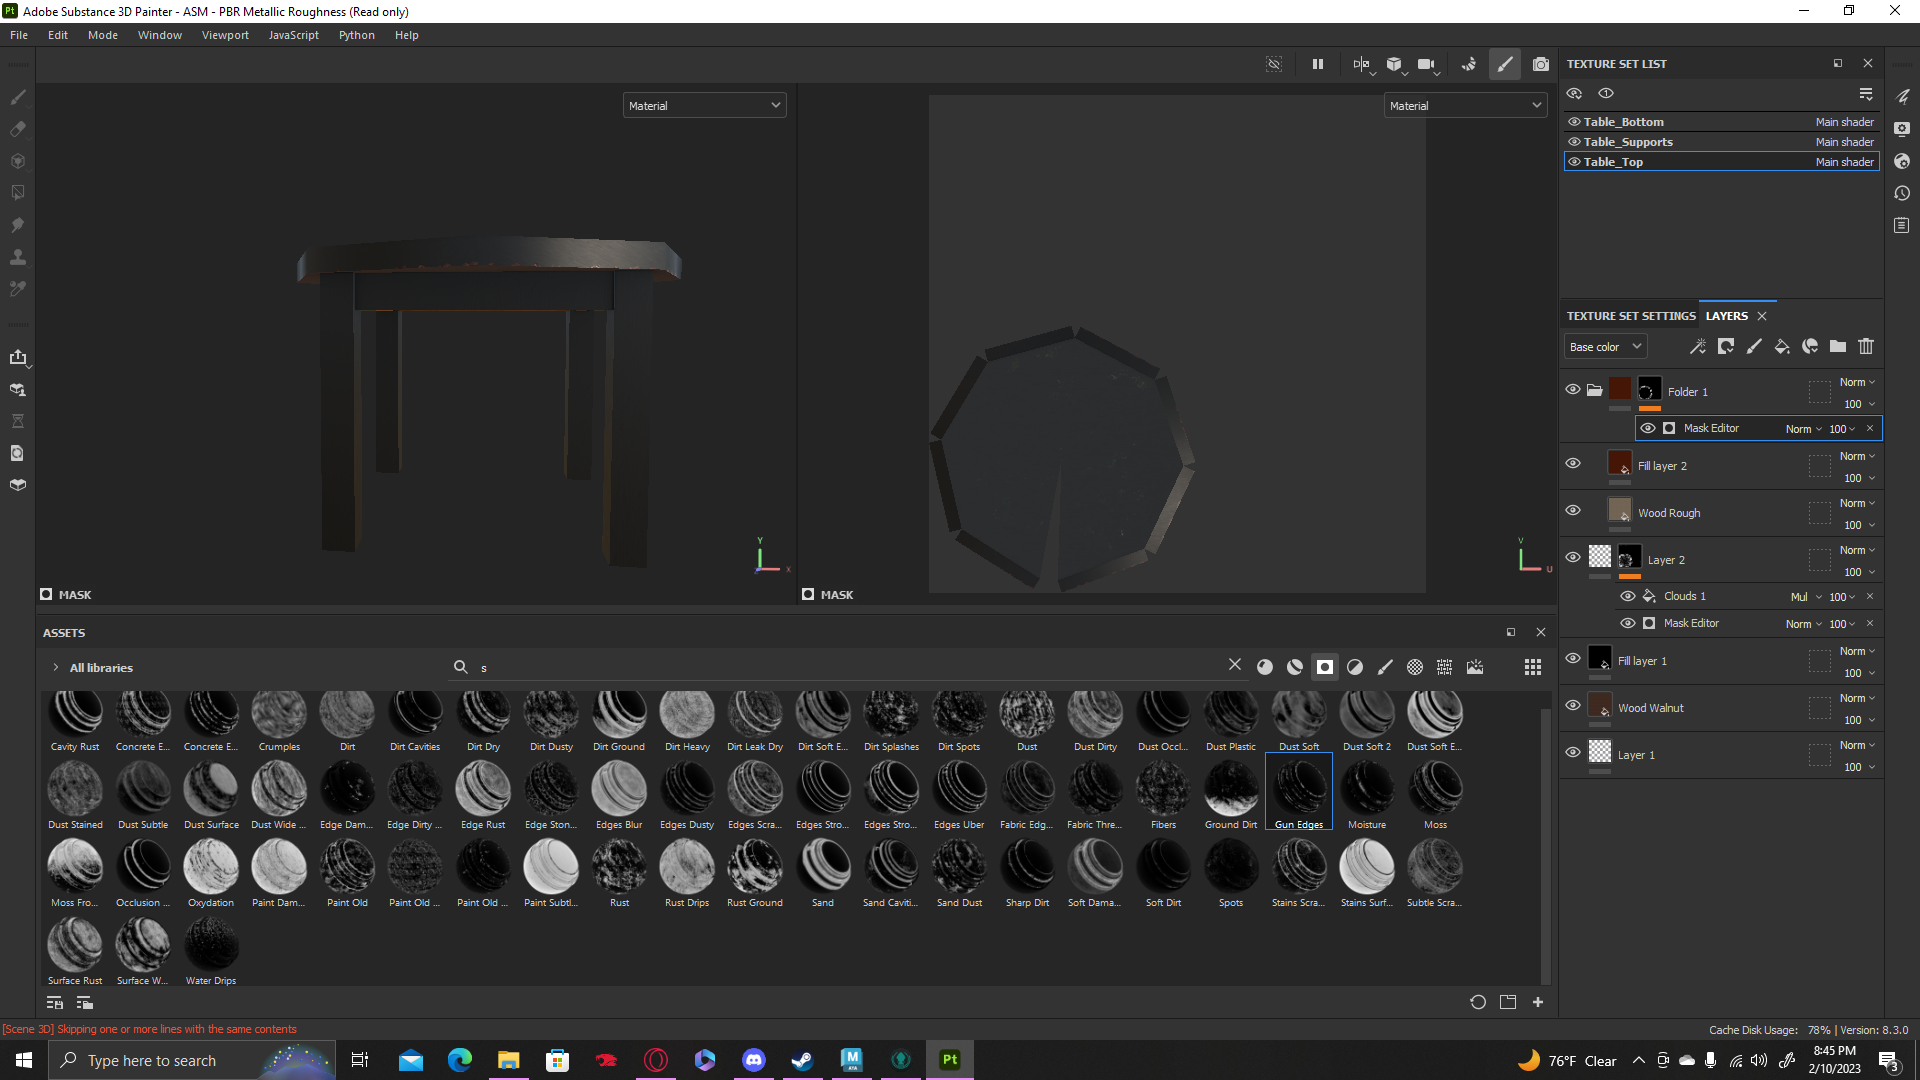 Pt Adobe Substance 3D Painter - ASM - PBR Metallic Roughness (Read only)
File Edit Mode Window Viewport JavaScript Python Help
Material
Material
Y
X
V
U
MASK
MASK
TEXTURE SET LIST
Table_Bottom Main shader
Table_Supports Main shader
Table_Top Main shader
TEXTURE SET SETTINGS LAYERS
Base color
Folder 1 Norm 100
Mask Editor Norm 100
Fill layer 2 Norm 100
Wood Rough Norm 100
Layer 2 Norm 100
Clouds 1 Mul 100
Mask Editor Norm 100
Fill layer 1 Norm 100
Wood Walnut Norm 100
Layer 1 Norm 100
ASSETS
All libraries s
Cavity Rust Concrete E... Concrete E... Crumples Dirt Dirt Cavities Dirt Dry Dirt Dusty Dirt Ground Dirt Heavy Dirt Leak Dry Dirt Soft E... Dirt Splashes Dirt Spots Dust Dust Dirty Dust Occl... Dust Plastic Dust Soft Dust Soft 2 Dust Soft E...
Dust Stained Dust Subtle Dust Surface Dust Wide ... Edge Dam... Edge Dirty ... Edge Rust Edge Ston... Edges Blur Edges Dusty Edges Scra... Edges Stro... Edges Stro... Edges Uber Fabric Edg... Fabric Thre... Fibers Ground Dirt Gun Edges Moisture Moss
Moss Fro... Occlusion ... Oxydation Paint Dam... Paint Old Paint Old ... Paint Old ... Paint Subtl... Rust Rust Drips Rust Ground Sand Sand Caviti... Sand Dust Sharp Dirt Soft Dama... Soft Dirt Spots Stains Scra... Stains Surf... Subtle Scra...
Surface Rust Surface W... Water Drips
[Scene 3D] Skipping one or more lines with the same contents
Cache Disk Usage: 78% | Version: 8.3.0
Type here to search
M
Pt
76°F Clear
8:45 PM
2/10/2023
3